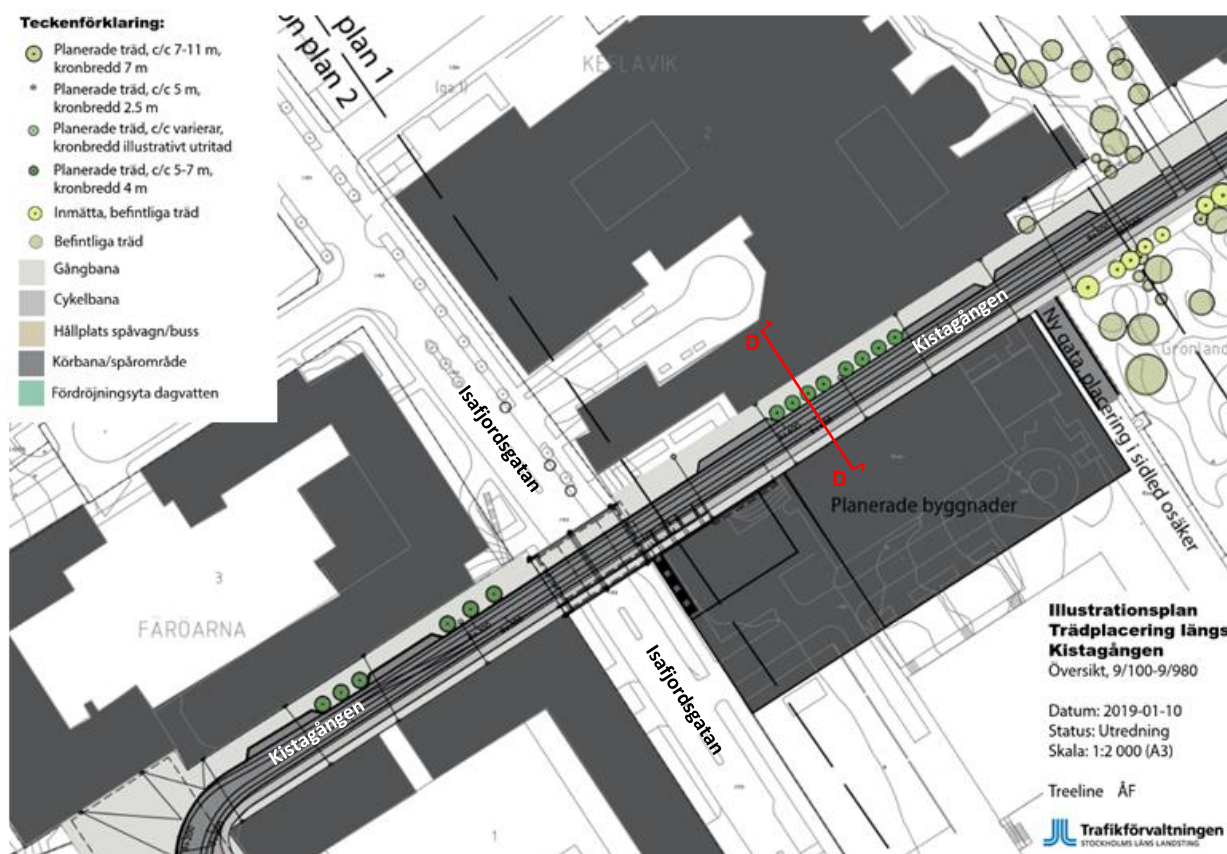 Teckenförklaring:
Planerade träd, c/c 7-11 m,
kronbredd 7 m
Planerade träd, c/c 5 m,
kronbredd 2.5 m
Planerade träd, c/c varierar,
kronbredd illustrativt utritad
Planerade träd, c/c 5-7 m,
kronbredd 4 m
Inmätta, befintliga träd
Befintliga träd
Gångbana
Cykelbana
Hållplats spåvagn/buss
Körbana/spårområde
Fördröjningsyta dagvatten
plan 1
on plan 2
KEFLAVIK
2
D
D
Kistagången
Ny gata, placering i sidled osäker
Grönland
Isafjordsgatan
Planerade byggnader
3
FÄRÖARNA
Isafjordsgatan
Kistagången
1
Illustrationsplan
Trädplacering längs
Kistagången
Översikt, 9/100-9/980
Datum: 2019-01-10
Status: Utredning
Skala: 1:2 000 (A3)
Treeline ÅF
Trafikförvaltningen
STOCKHOLMS LÄNS LANDSTING